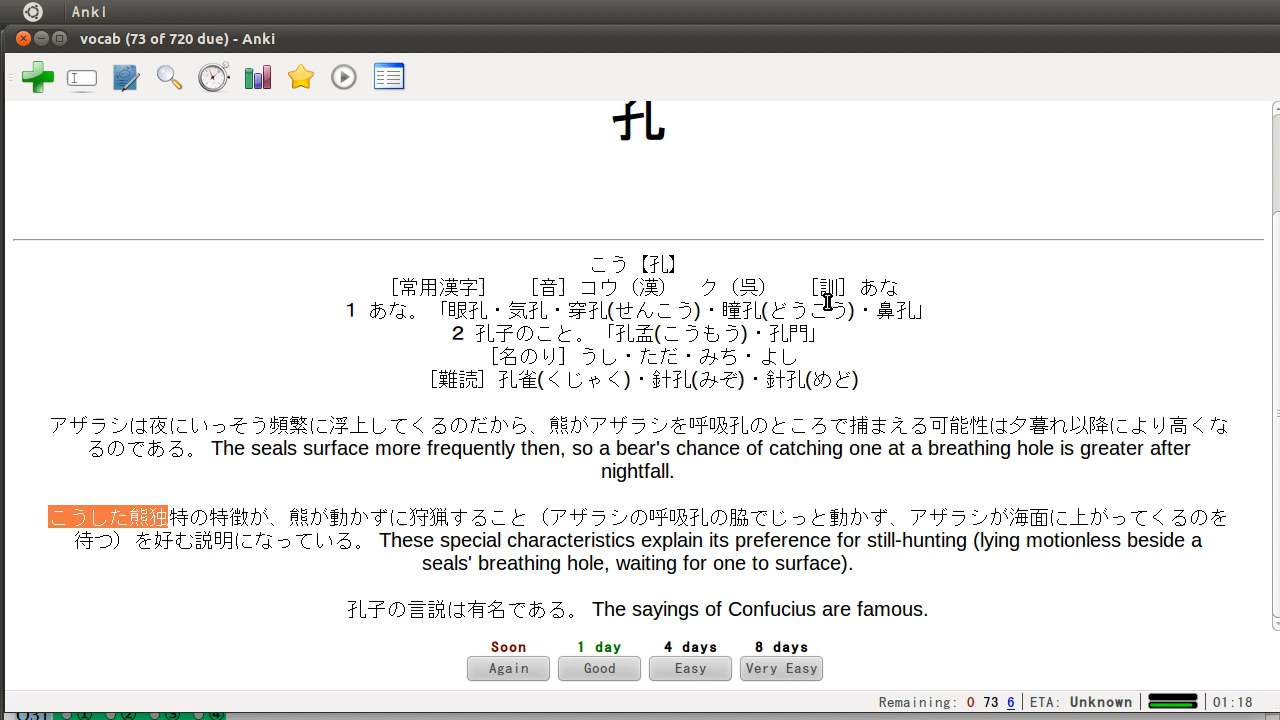 Anki
vocab (73 of 720 due) - Anki
孔
こう【孔】
［常用漢字］ ［音］コウ（漢） ク（呉） ［訓］あな
1 あな。「眼孔・気孔・穿孔(せんこう)・瞳孔(どうこう)・鼻孔」
2 孔子のこと。「孔孟(こうもう)・孔門」
［名のり］うし・ただ・みち・よし
［難読］孔雀(くじゃく)・針孔(みぞ)・針孔(めど)
アザラシは夜にいっそう頻繁に浮上してくるのだから、熊がアザラシを呼吸孔のところで捕まえる可能性は夕暮れ以降により高くな
るのである。 The seals surface more frequently then, so a bear's chance of catching one at a breathing hole is greater after
nightfall.
こうした熊独特の特徴が、熊が動かずに狩猟すること（アザラシの呼吸孔の脇でじっと動かず、アザラシが海面に上がってくるのを
待つ）を好む説明になっている。 These special characteristics explain its preference for still-hunting (lying motionless beside a
seals' breathing hole, waiting for one to surface).
孔子の言説は有名である。 The sayings of Confucius are famous.
Soon 1 day 4 days 8 days
Again Good Easy Very Easy
Remaining: 0 73 6 ETA: Unknown 01:18